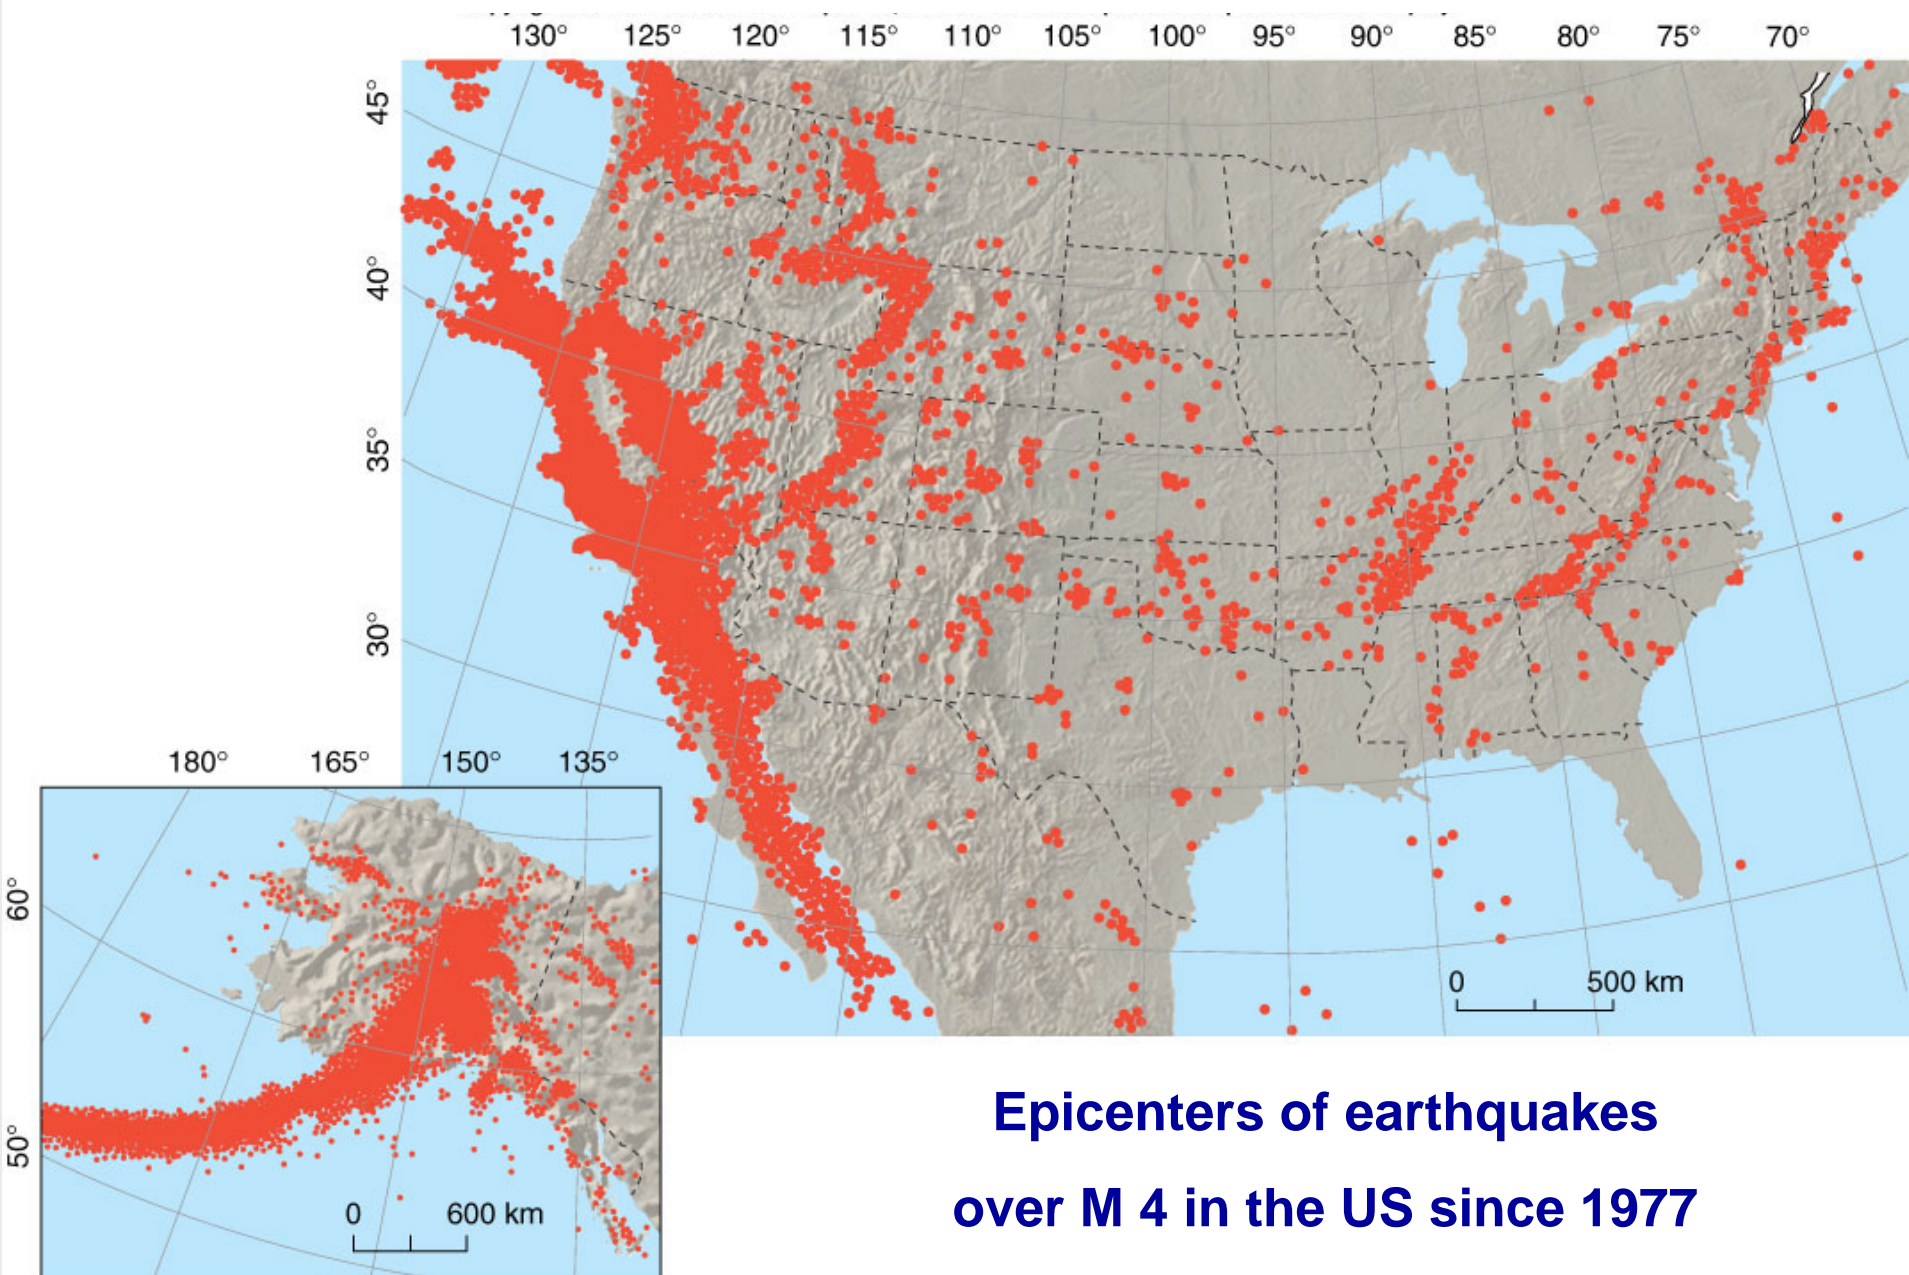 130° 125° 120° 115° 110° 105° 100° 95° 90° 85° 80° 75° 70°
45°
40°
35°
30°
0 500 km
180° 165° 150° 135°
60°
50°
0 600 km
Epicenters of earthquakes
over M 4 in the US since 1977